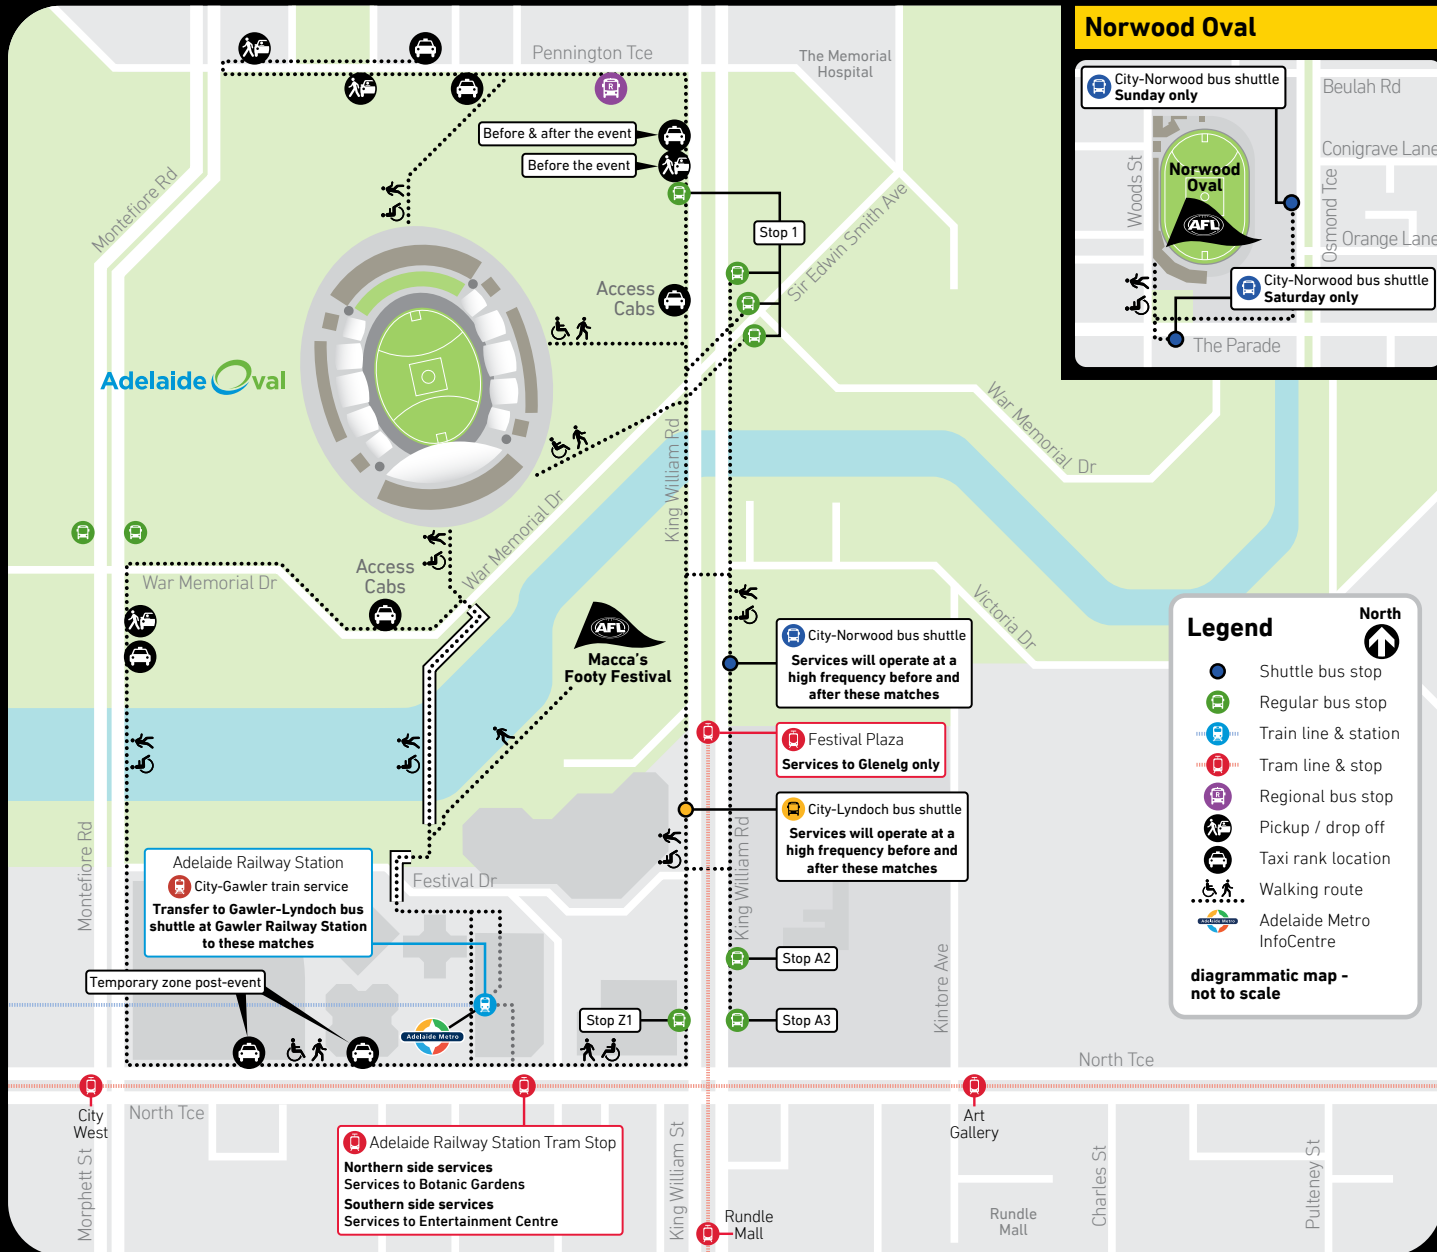 Norwood Oval
City-Norwood bus shuttle
Sunday only
Beulah Rd
Conigrave Lane
Woods St
Norwood
Oval
AFL
Osmond Tce
Orange Lane
City-Norwood bus shuttle
Saturday only
The Parade
Pennington Tce
The Memorial
Hospital
R
Before & after the event
Before the event
Montefiore Rd
Stop 1
Sir Edwin Smith Ave
Access
Cabs
Adelaide Oval
War Memorial Dr
King William Rd
War Memorial Dr
War Memorial Dr
Access
Cabs
Victoria Dr
AFL
Macca's
Footy Festival
City-Norwood bus shuttle
Services will operate at a
high frequency before and
after these matches
Festival Plaza
Services to Glenelg only
City-Lyndoch bus shuttle
Services will operate at a
high frequency before and
after these matches
Legend
North
Shuttle bus stop
Regular bus stop
Train line & station
Tram line & stop
R
Regional bus stop
Pickup / drop off
Taxi rank location
Walking route
Adelaide Metro
Adelaide Metro
InfoCentre
diagrammatic map -
not to scale
Montefiore Rd
Adelaide Railway Station
City-Gawler train service
Transfer to Gawler-Lyndoch bus
shuttle at Gawler Railway Station
to these matches
Festival Dr
King William Rd
Kintore Ave
Temporary zone post-event
Adelaide Metro
Stop Z1
Stop A2
Stop A3
North Tce
City
West
North Tce
Art
Gallery
Morphett St
Adelaide Railway Station Tram Stop
Northern side services
Services to Botanic Gardens
Southern side services
Services to Entertainment Centre
King William St
Rundle
Mall
Rundle
Mall
Charles St
Pulteney St